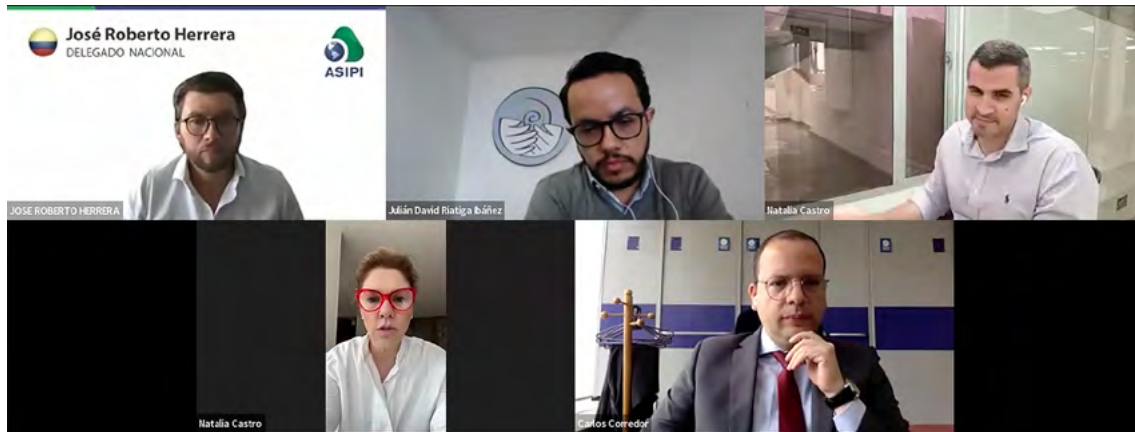 José Roberto Herrera
DELEGADO NACIONAL
ASIPI
JOSE ROBERTO HERRERA
Julián David Riatiga Ibáñez
Natalia Castro
Natalia Castro
Carlos Corredor